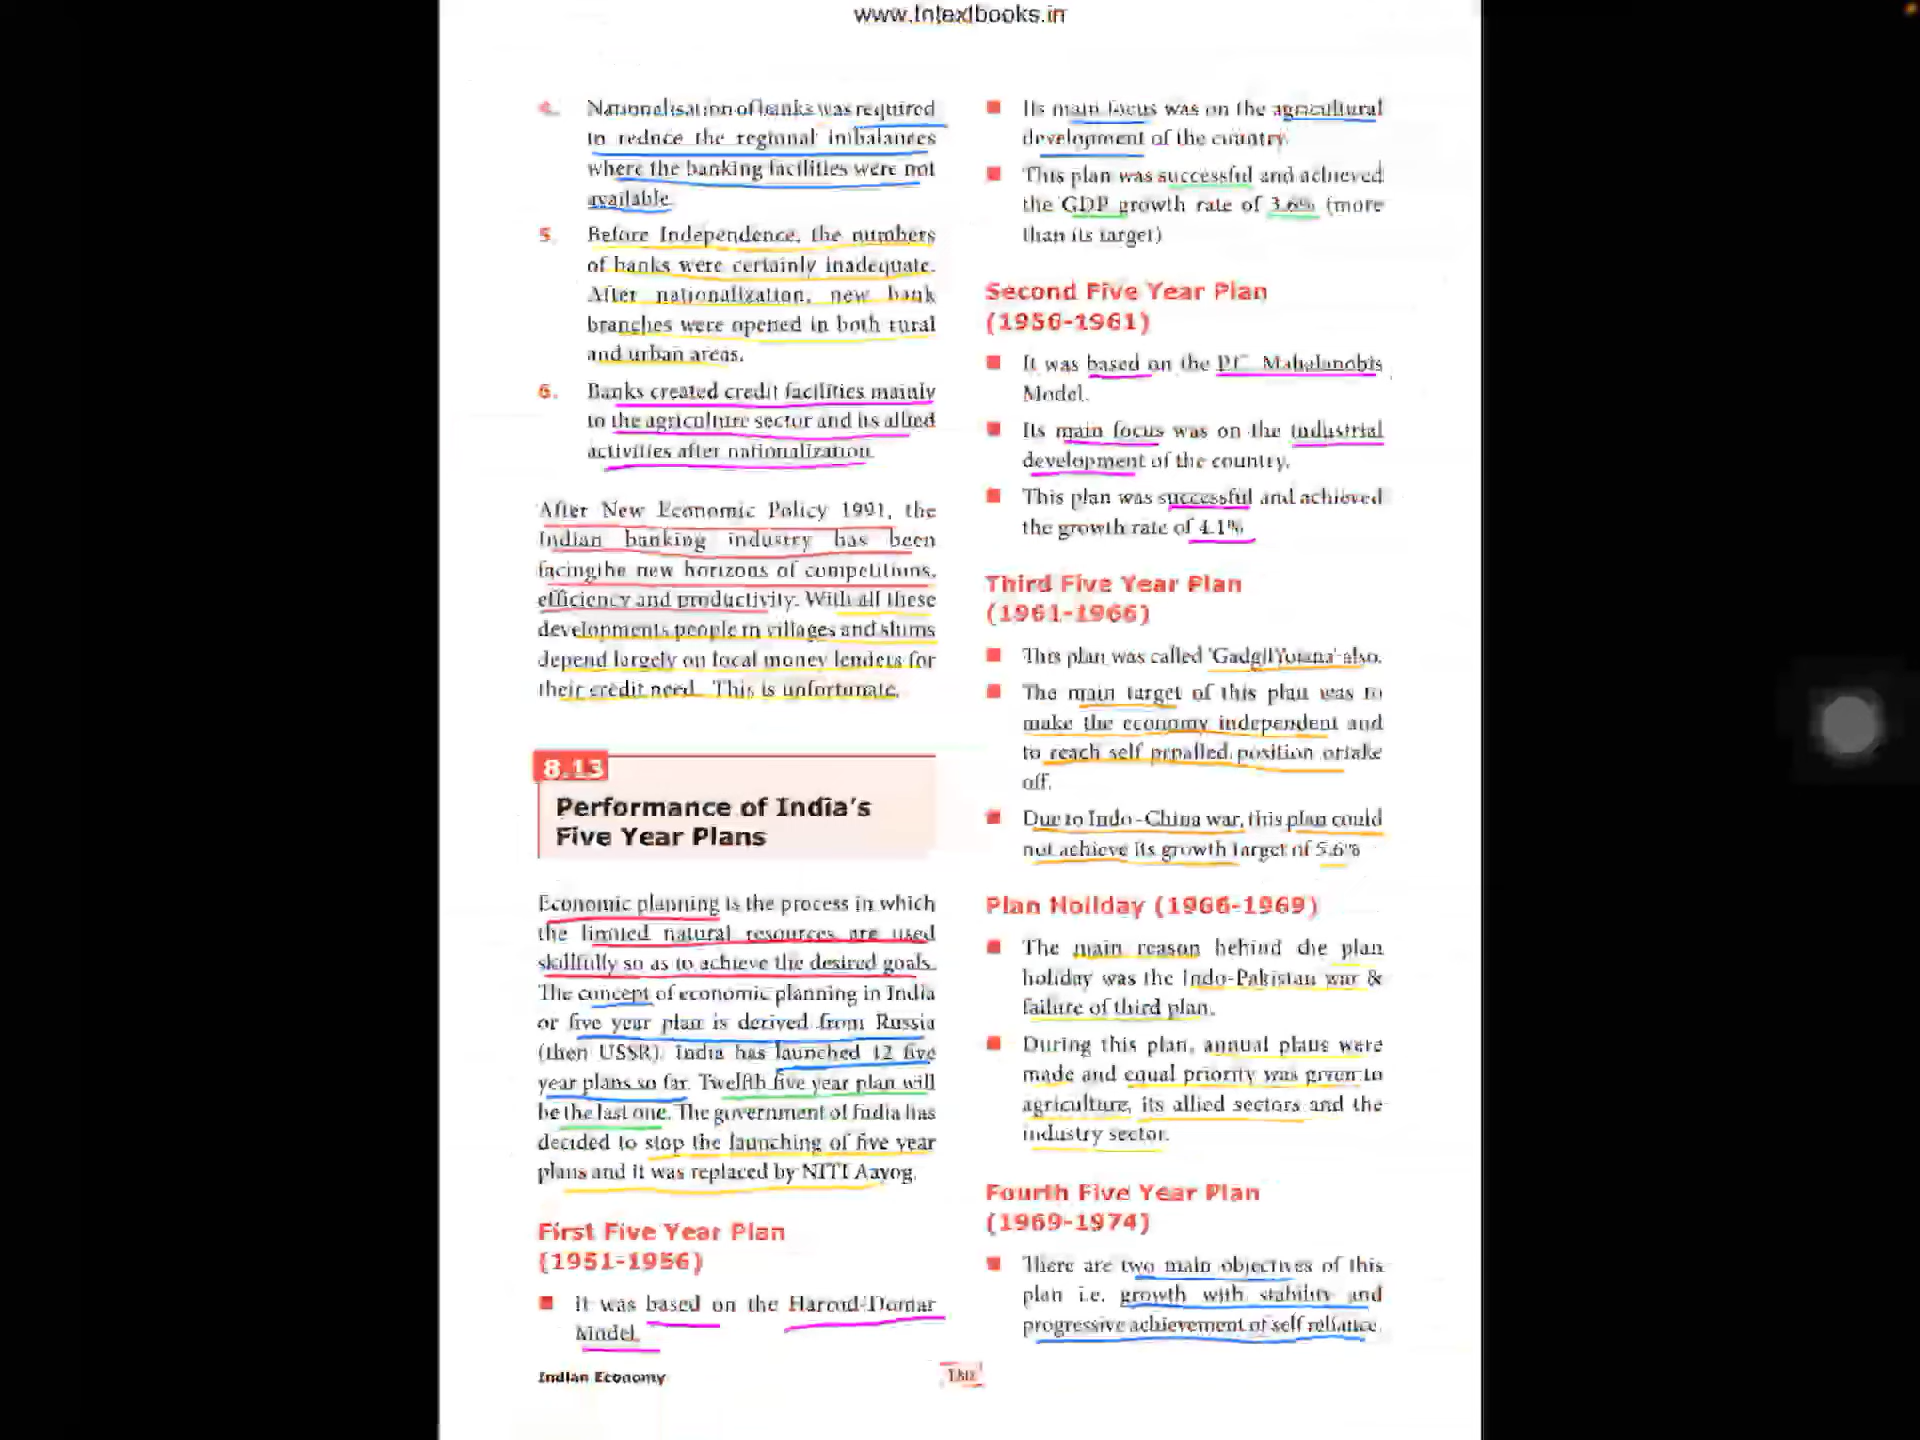 www.tntextbooks.in
4. Nationalisation of banks was required
to reduce the regional imbalances
where the banking facilities were not
available.
5. Before Independence, the numbers
of banks were certainly inadequate.
After nationalization, new bank
branches were opened in both rural
and urban areas.
6. Banks created credit facilities mainly
to the agriculture sector and its allied
activities after nationalization.
After New Economic Policy 1991, the
Indian banking industry has been
facingthe new horizons of competitions,
efficiency and productivity. With all these
developments people in villages and slums
depend largely on local money lenders for
their credit need. This is unfortunate.
8.13
Performance of India's
Five Year Plans
Economic planning is the process in which
the limited natural resources are used
skillfully so as to achieve the desired goals.
The concept of economic planning in India
or five year plan is derived from Russia
(then USSR). India has launched 12 five
year plans so far. Twelfth five year plan will
be the last one. The government of India has
decided to stop the launching of five year
plans and it was replaced by NITI Aayog.
First Five Year Plan
(1951-1956)
It was based on the Harrod-Domar
Model.
Indian Economy
Its main focus was on the agricultural
development of the country.
This plan was successful and achieved
the GDP growth rate of 3.6% (more
than its target)
Second Five Year Plan
(1956-1961)
It was based on the P.C. Mahalanobis
Model.
Its main focus was on the industrial
development of the country.
This plan was successful and achieved
the growth rate of 4.1%
Third Five Year Plan
(1961-1966)
This plan was called 'Gadgil Yojana' also.
The main target of this plan was to
make the economy independent and
to reach self propelled position or take
off.
Due to Indo-China war, this plan could
not achieve its growth target of 5.6%
Plan Holiday (1966-1969)
The main reason behind the plan
holiday was the Indo-Pakistan war &
failure of third plan.
During this plan, annual plans were
made and equal priority was given to
agriculture, its allied sectors and the
industry sector.
Fourth Five Year Plan
(1969-1974)
There are two main objectives of this
plan i.e. growth with stability and
progressive achievement of self reliance.